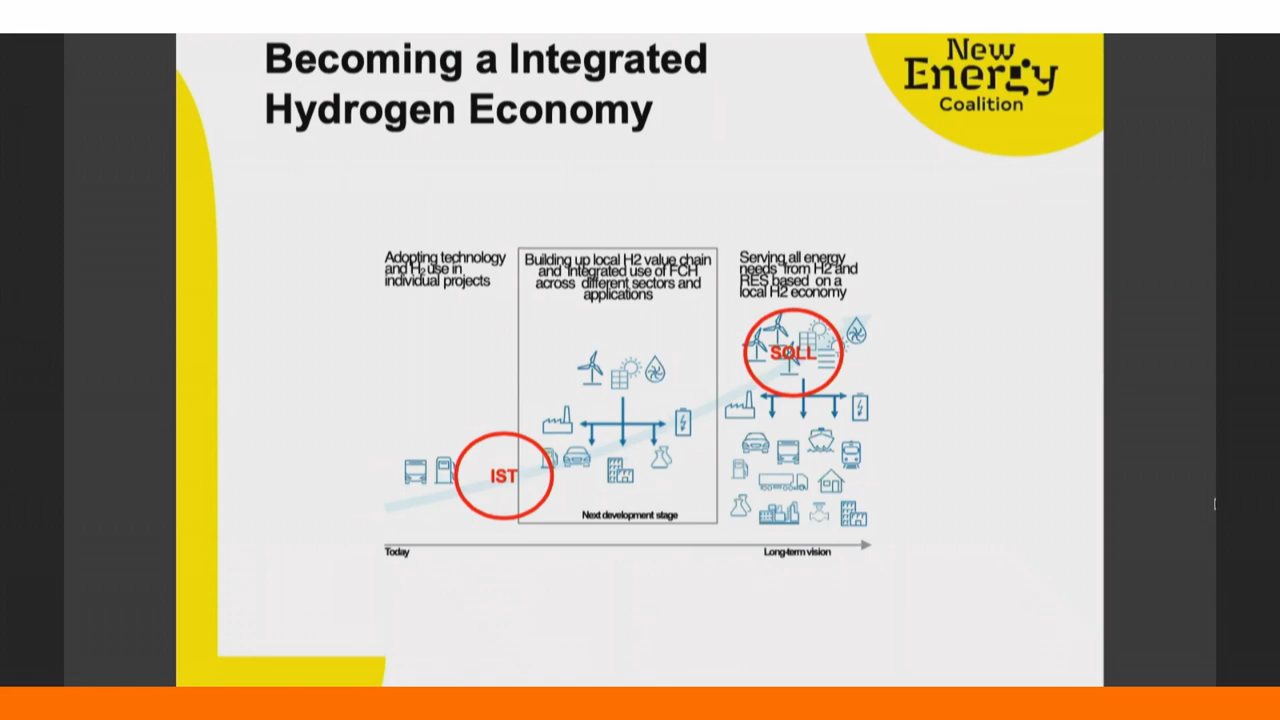 Becoming a Integrated
Hydrogen Economy
New
Energy
Coalition
Adopting technology
and H₂ use in
individual projects
Building up local H2 value chain
and integrated use of FCH
across different sectors and
applications
Serving all energy
needs from H2 and
RES based on a
local H2 economy
SOLL
IST
Next development stage
Today
Long-term vision